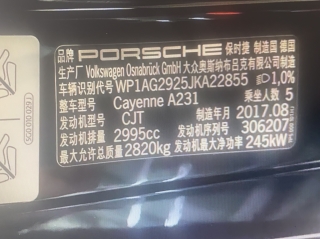 品牌 PORSCHE 保时捷 制造国 德国
生产厂 Volkswagen Osnabrück GmbH 大众奥斯纳布吕克有限公司
车辆识别代号 WP1AG2925JKA22855 1,0%
整车型号 Cayenne A231 乘坐人数 5
发动机型号 CJT 制造年月 2017.08
发动机排量 2995cc 发动机序列号 306207
最大允许总质量 2820kg 发动机最大净功率 245kW